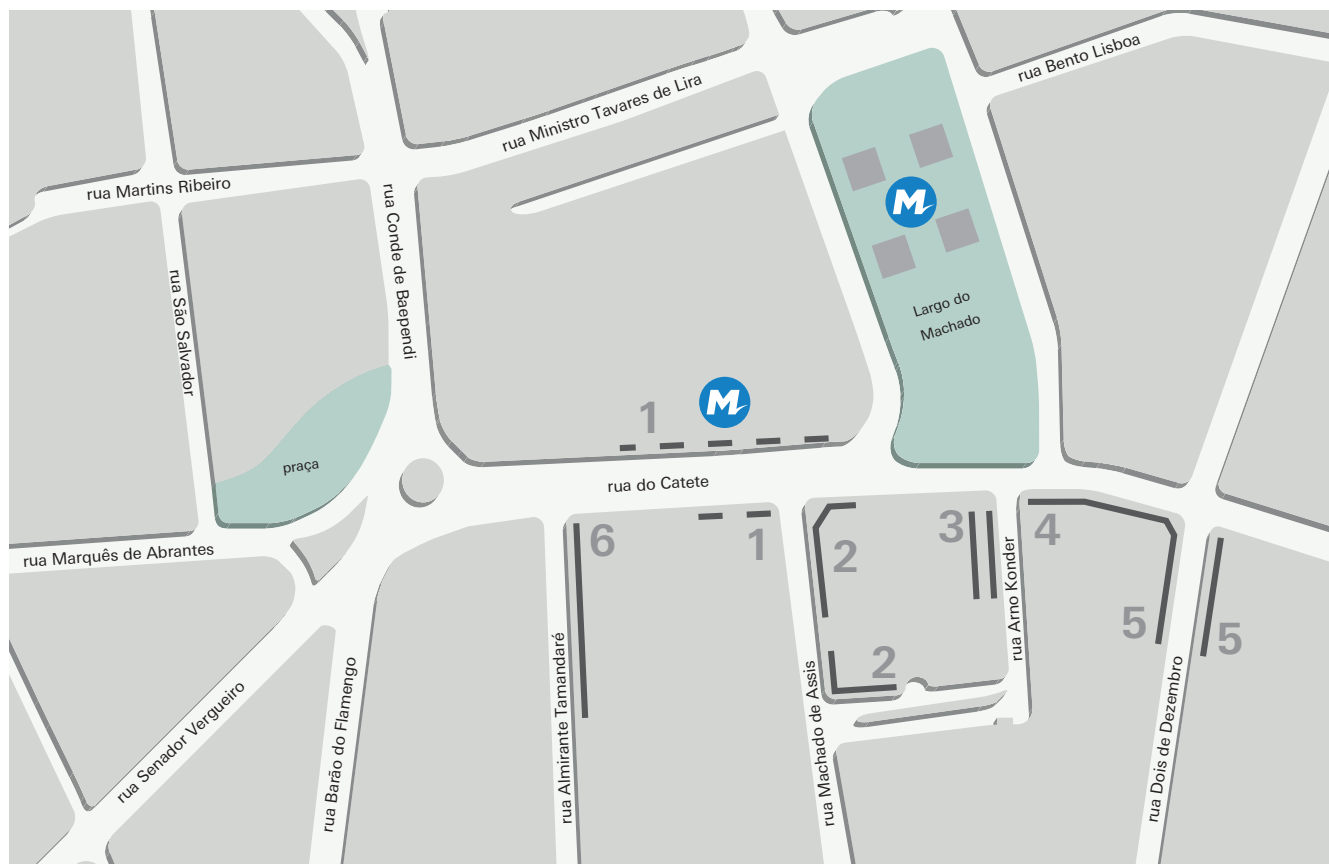 rua Bento Lisboa
rua Ministro Tavares de Lira
rua Martins Ribeiro
rua Conde de Baependi
M
rua São Salvador
Largo do
Machado
M
1
praça
rua do Catete
6
1
2
3
4
rua Marquês de Abrantes
rua Arno Konder
5
5
2
rua Almirante Tamandaré
rua Machado de Assis
rua Dois de Dezembro
rua Senador Vergueiro
rua Barão do Flamengo